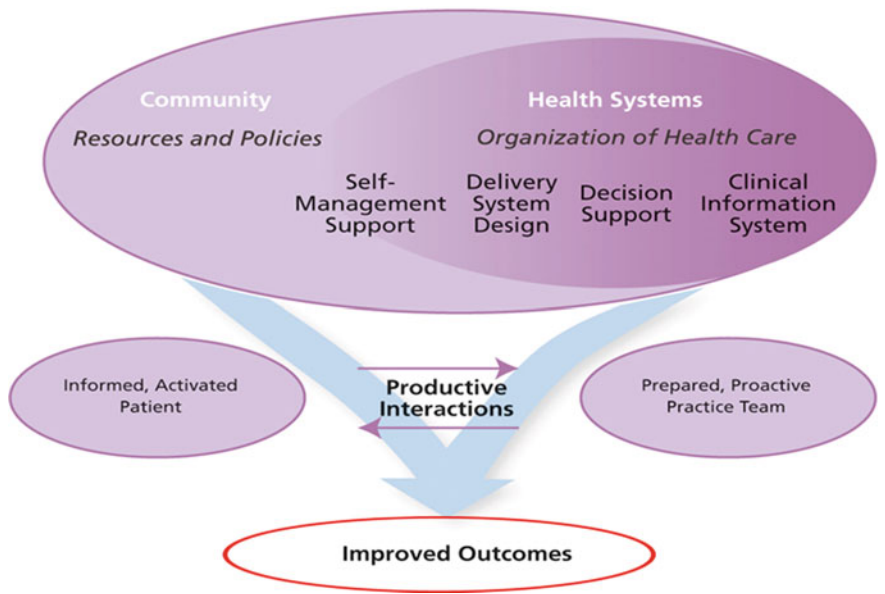 Community
Resources and Policies
Health Systems
Organization of Health Care
Self-
Management
Support
Delivery
System
Design
Decision
Support
Clinical
Information
System
Informed, Activated
Patient
Productive
Interactions
Prepared, Proactive
Practice Team
Improved Outcomes